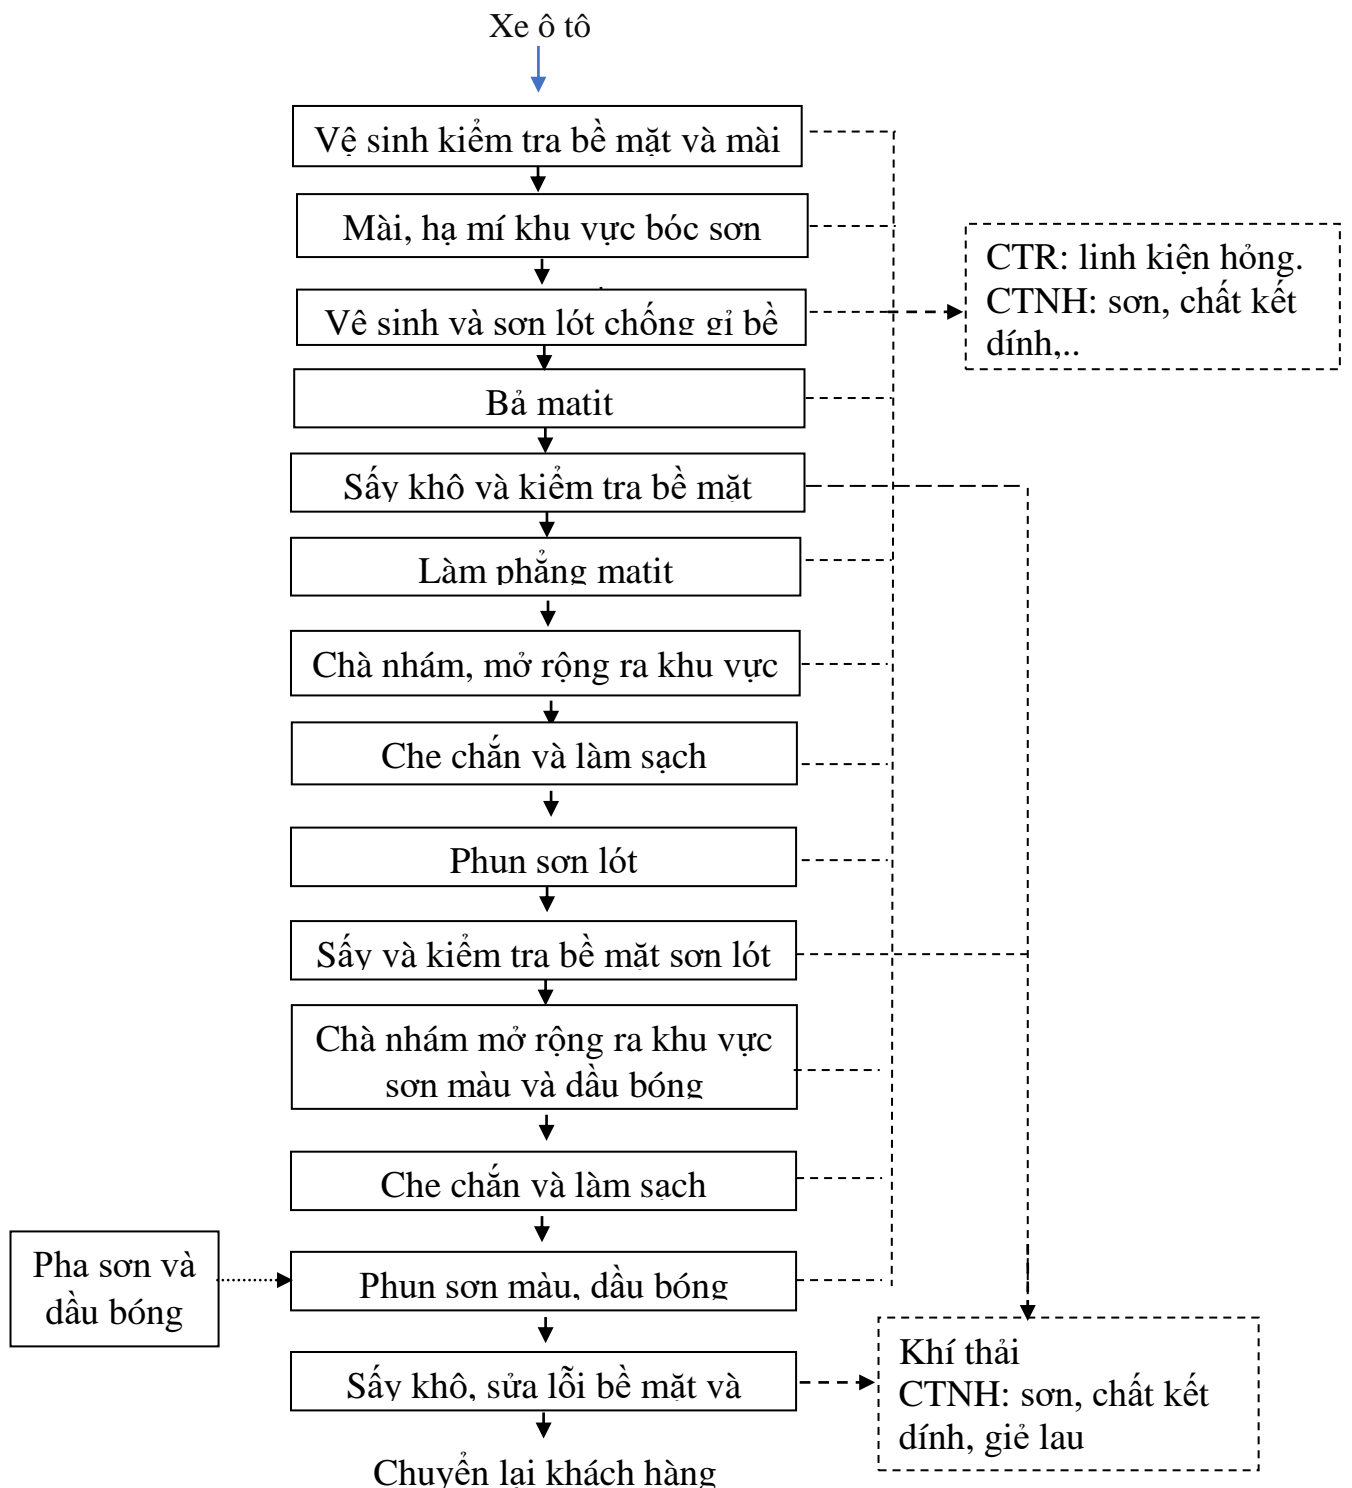 Xe ô tô
Vệ sinh kiểm tra bề mặt và mài
Mài, hạ mí khu vực bóc sơn
Vê sinh và sơn lót chống gỉ bề
CTR: linh kiện hỏng.
CTNH: sơn, chất kết
dính,..
Bả matit
Sấy khô và kiểm tra bề mặt
Làm phẳng matit
Chà nhám, mở rộng ra khu vực
Che chắn và làm sạch
Phun sơn lót
Sấy và kiểm tra bề mặt sơn lót
Chà nhám mở rộng ra khu vực
sơn màu và dầu bóng
Che chắn và làm sạch
Pha sơn và
dầu bóng
Phun sơn màu, dầu bóng
Sấy khô, sửa lỗi bề mặt và
Khí thải
CTNH: sơn, chất kết
dính, giẻ lau
Chuyển lại khách hàng